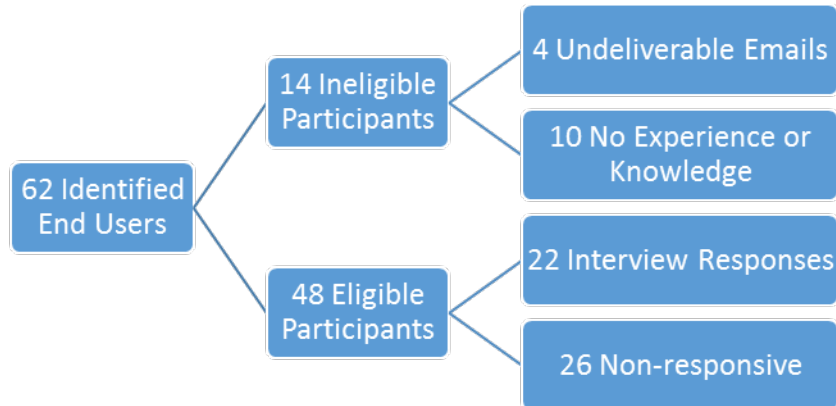 62 Identified
End Users
14 Ineligible
Participants
4 Undeliverable Emails
10 No Experience or
Knowledge
48 Eligible
Participants
22 Interview Responses
26 Non-responsive